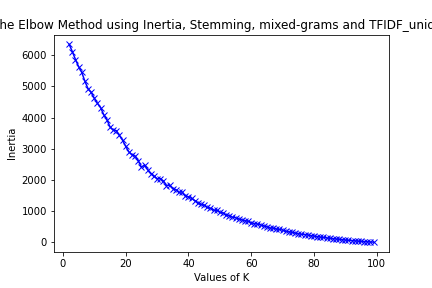 he Elbow Method using Inertia, Stemming, mixed-grams and TFIDF_unic
6000
5000
4000
3000
2000
1000
0
Inertia
0 20 40 60 80 100
Values of K